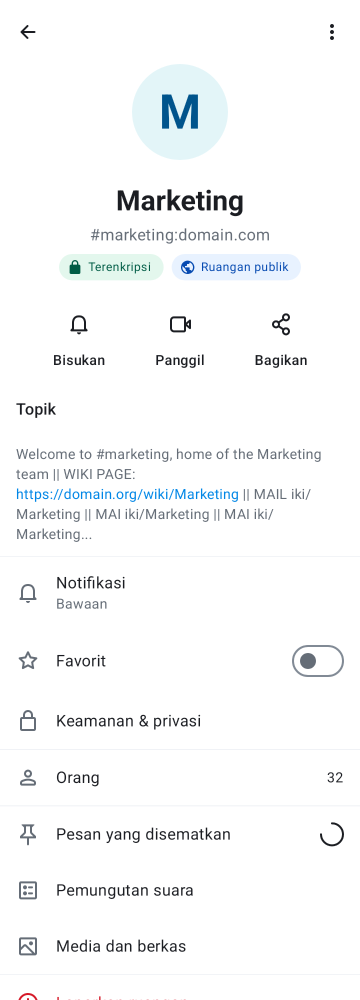 M
Marketing
#marketing:domain.com
Terenkripsi
Ruangan publik
Bisukan
Panggil
Bagikan
Topik
Welcome to #marketing, home of the Marketing
team || WIKI PAGE:
https://domain.org/wiki/Marketing || MAIL iki/
Marketing || MAI iki/Marketing || MAI iki/
Marketing...
Notifikasi
Bawaan
Favorit
Keamanan & privasi
Orang
32
Pesan yang disematkan
Pemungutan suara
Media dan berkas